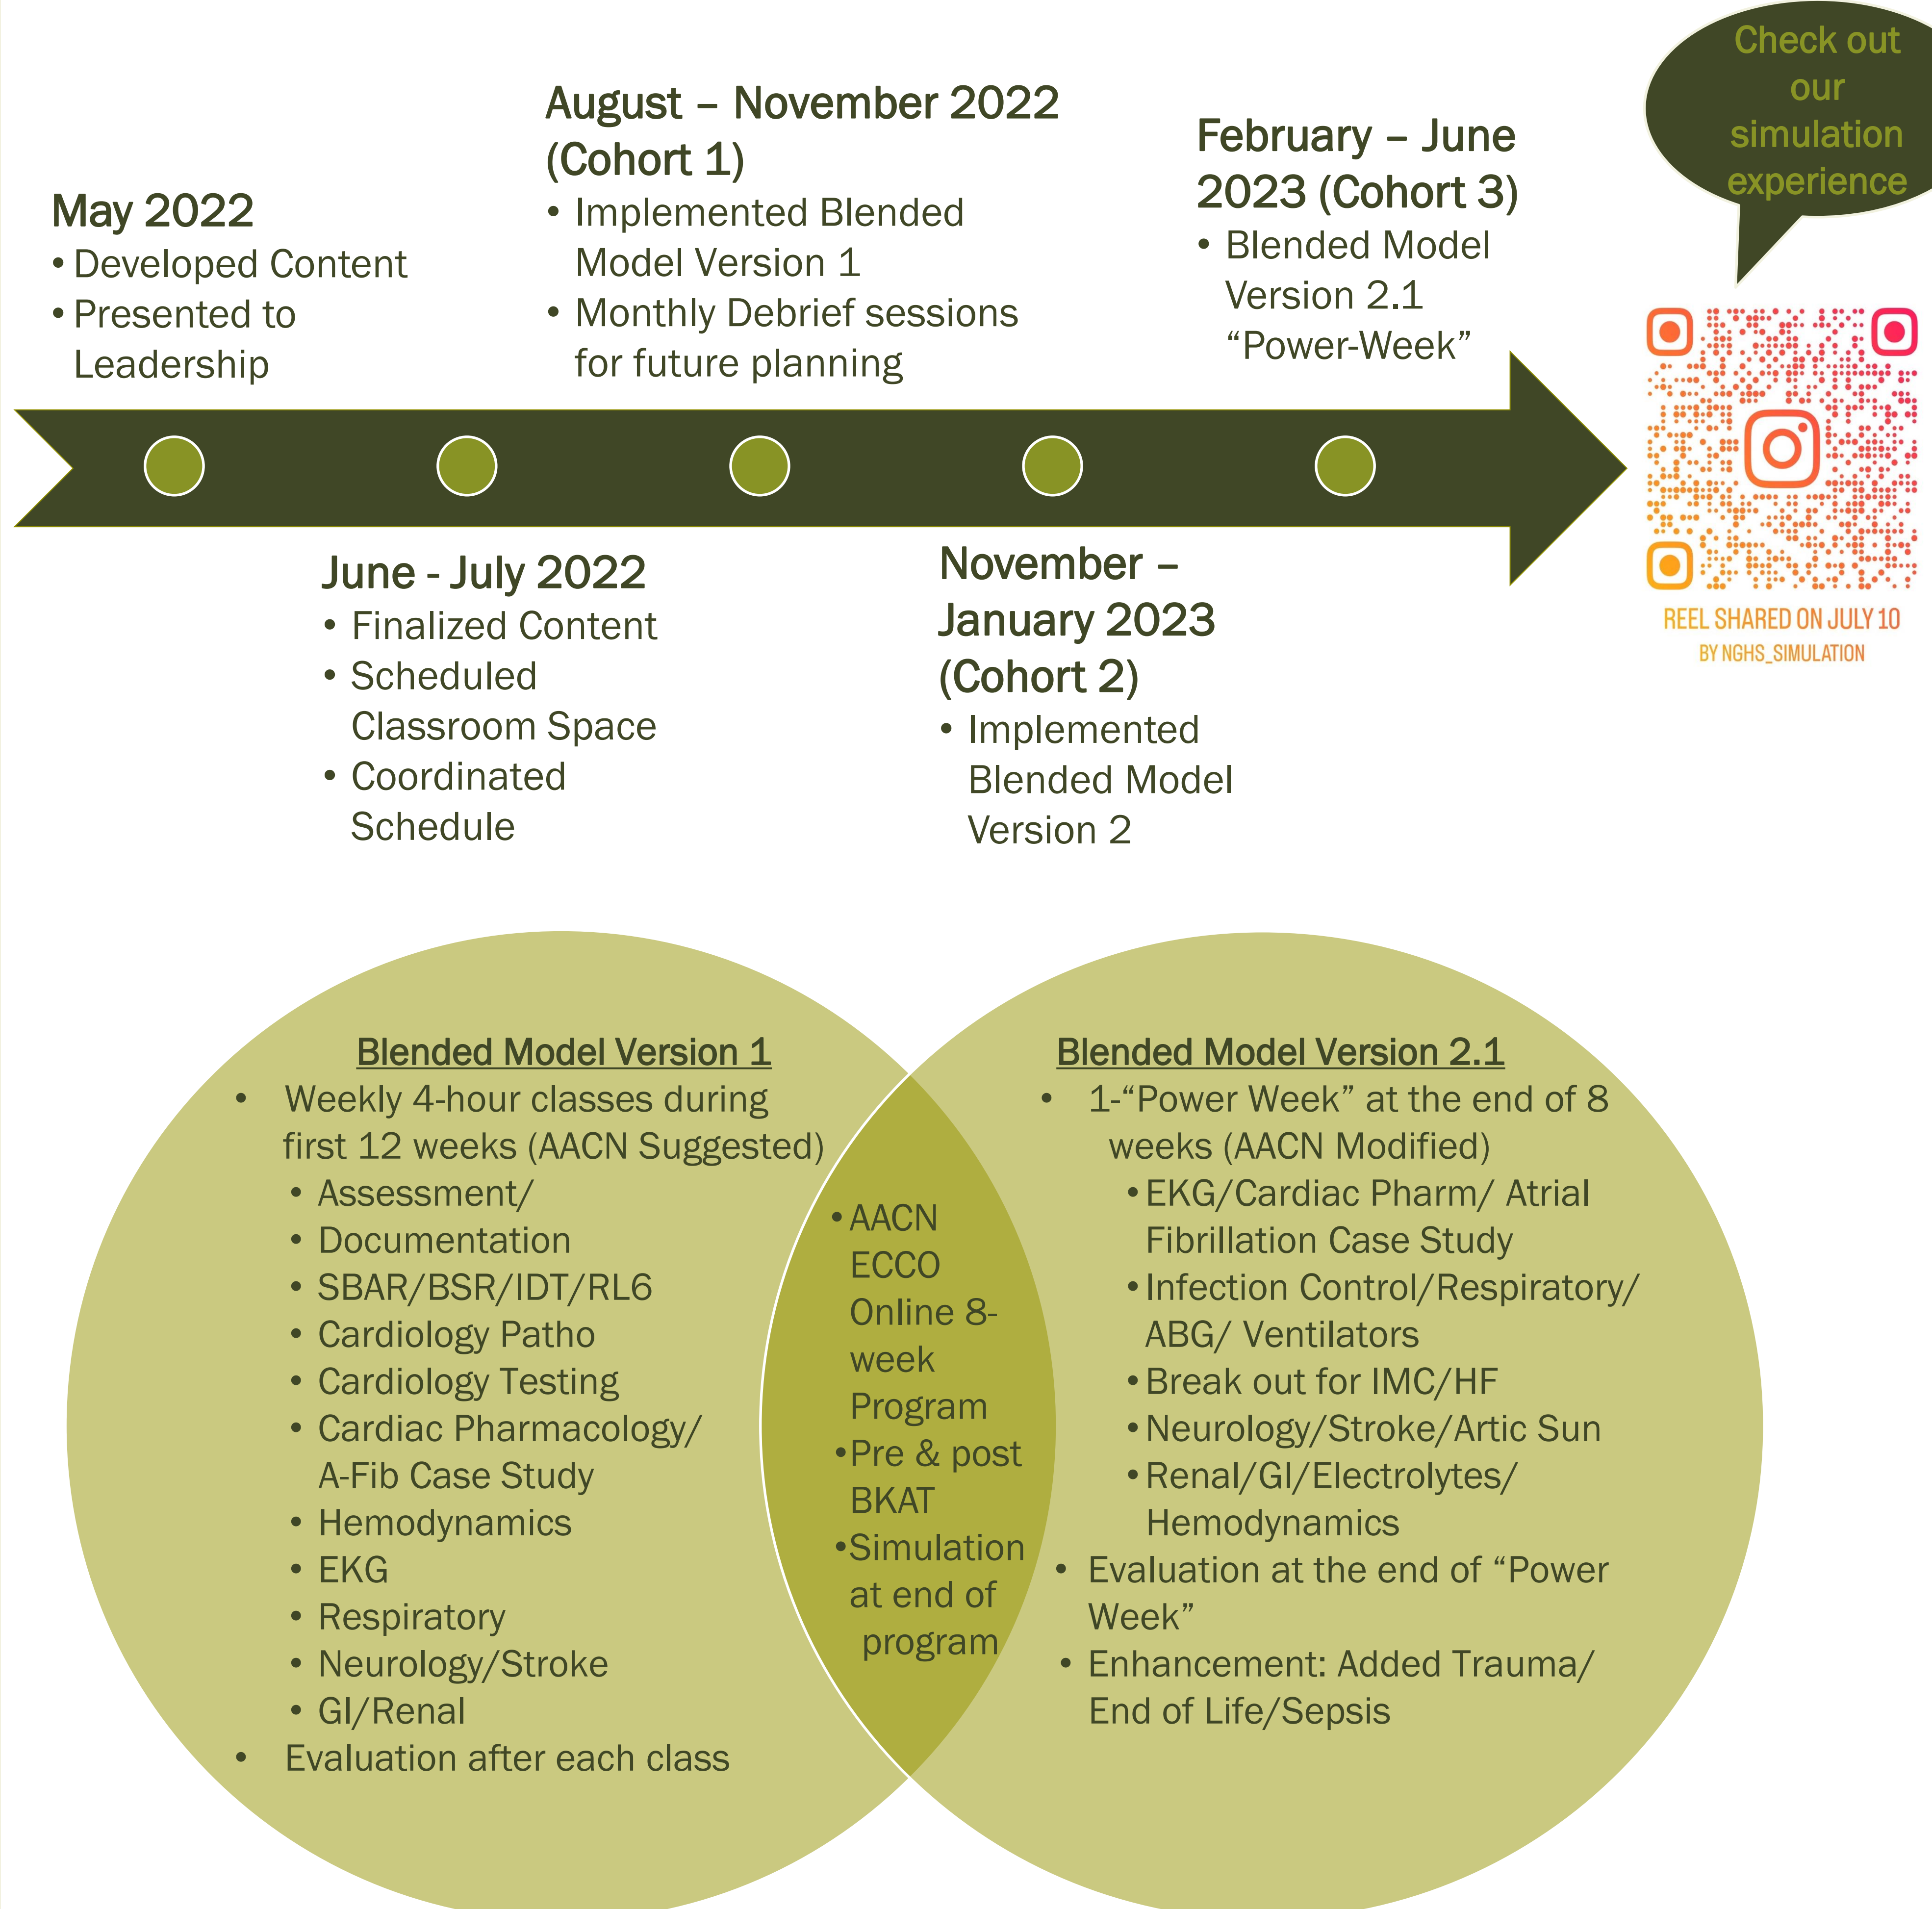 Check out
our
simulation
experience
May 2022
• Developed Content
• Presented to
Leadership
August – November 2022
(Cohort 1)
• Implemented Blended
Model Version 1
• Monthly Debrief sessions
for future planning
February – June
2023 (Cohort 3)
• Blended Model
Version 2.1
“Power-Week”
June - July 2022
• Finalized Content
• Scheduled
Classroom Space
• Coordinated
Schedule
November –
January 2023
(Cohort 2)
• Implemented
Blended Model
Version 2
REEL SHARED ON JULY 10
BY NGHS_SIMULATION
Blended Model Version 1
• Weekly 4-hour classes during
first 12 weeks (AACN Suggested)
• Assessment/
• Documentation
• SBAR/BSR/IDT/RL6
• Cardiology Patho
• Cardiology Testing
• Cardiac Pharmacology/
A-Fib Case Study
• Hemodynamics
• EKG
• Respiratory
• Neurology/Stroke
• GI/Renal
• Evaluation after each class
• AACN
ECCO
Online 8-
week
Program
• Pre & post
BKAT
• Simulation
at end of
program
Blended Model Version 2.1
• 1-“Power Week” at the end of 8
weeks (AACN Modified)
• EKG/Cardiac Pharm/ Atrial
Fibrillation Case Study
• Infection Control/Respiratory/
ABG/ Ventilators
• Break out for IMC/HF
• Neurology/Stroke/Artic Sun
• Renal/GI/Electrolytes/
Hemodynamics
• Evaluation at the end of “Power
Week”
• Enhancement: Added Trauma/
End of Life/Sepsis